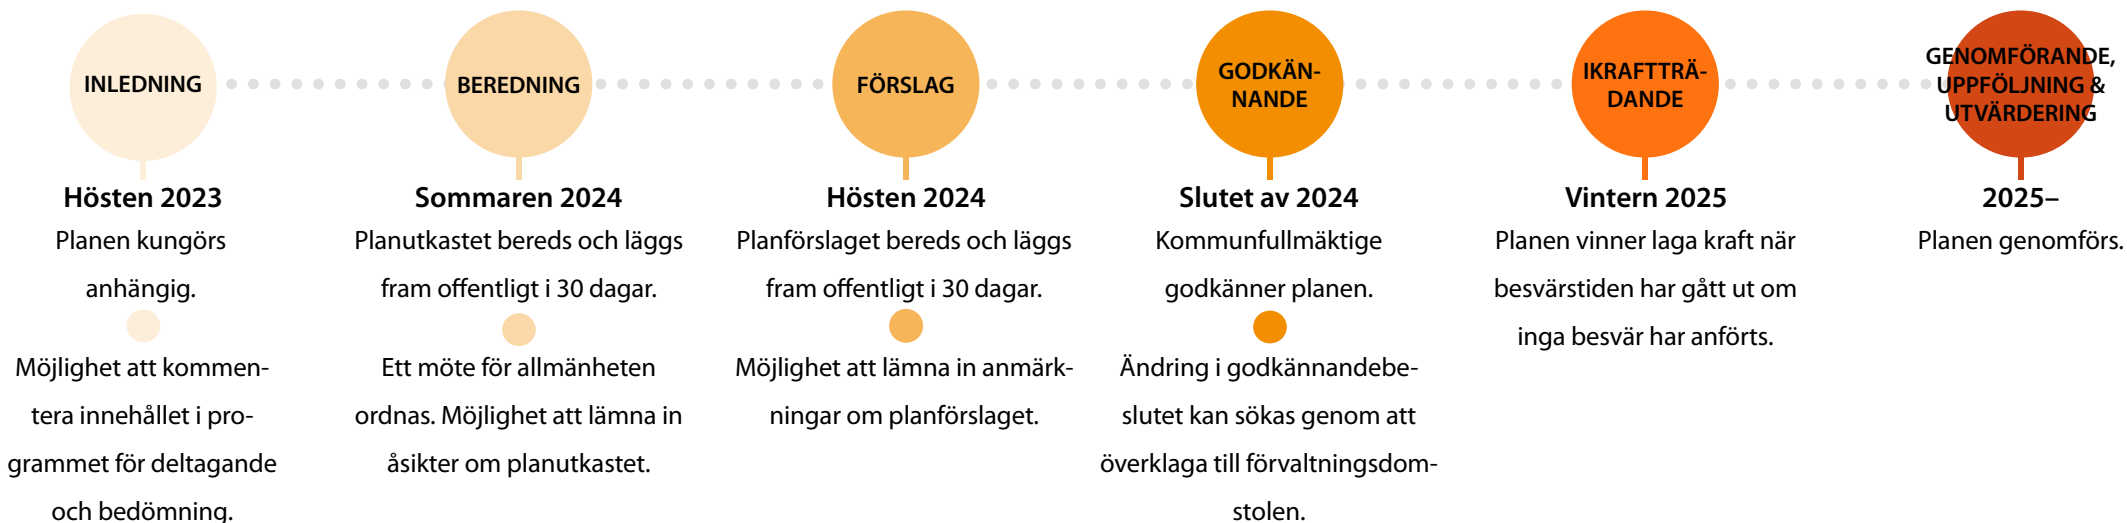 INLEDNING
Hösten 2023
Planen kungörs
anhängig.
Möjlighet att kommen-
tera innehållet i pro-
grammet för deltagande
och bedömning.
BEREDNING
Sommaren 2024
Planutkastet bereds och läggs
fram offentligt i 30 dagar.
Ett möte för allmänheten
ordnas. Möjlighet att lämna in
åsikter om planutkastet.
FÖRSLAG
Hösten 2024
Planförslaget bereds och läggs
fram offentligt i 30 dagar.
Möjlighet att lämna in anmärk-
ningar om planförslaget.
GODKÄN-
NANDE
Slutet av 2024
Kommunfullmäktige
godkänner planen.
Ändring i godkännandebe-
slutet kan sökas genom att
överklaga till förvaltningsdom-
stolen.
IKRAFTTRÄ-
DANDE
Vintern 2025
Planen vinner laga kraft när
besvärstiden har gått ut om
inga besvär har anförts.
GENOMFÖRANDE,
UPPFÖLJNING &
UTVÄRDERING
2025–
Planen genomförs.